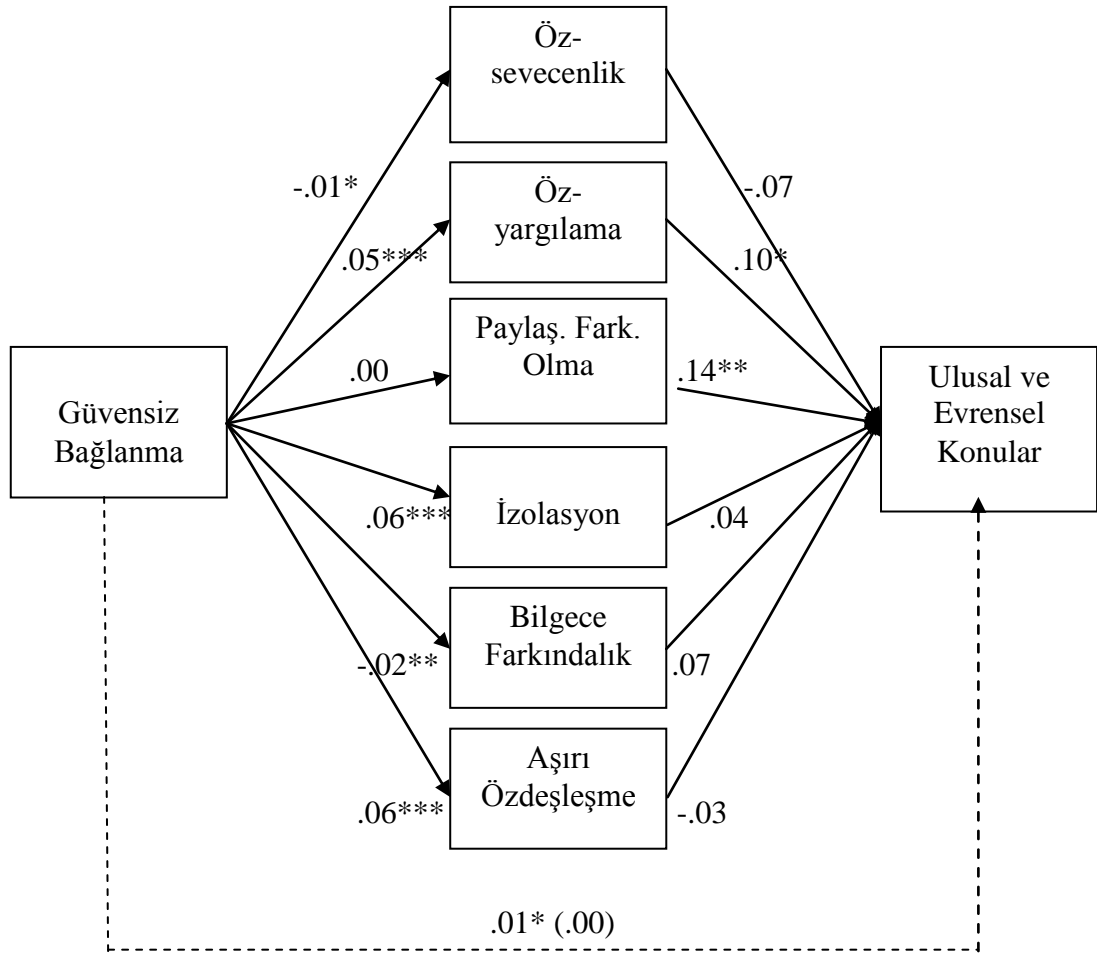 Öz-
sevecenlik
-.01*
-.07
Öz-
yargılama
.05***
.10*
Paylaş. Fark.
Olma
.00
.14**
Güvensiz
Bağlanma
Ulusal ve
Evrensel
Konular
İzolasyon
.06***
.04
Bilgece
Farkındalık
-.02**
.07
Aşırı
Özdeşleşme
.06***
-.03
.01* (.00)